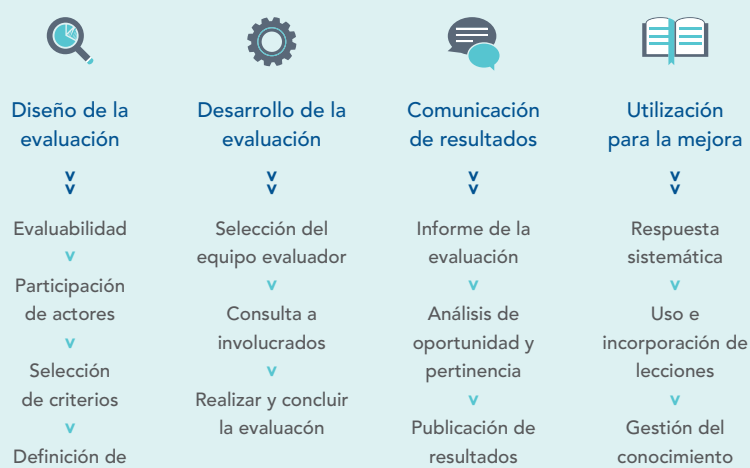 Diseño de la
evaluación
Evaluabilidad
Participación
de actores
Selección
de criterios
Definición de
Desarrollo de la
evaluación
Selección del
equipo evaluador
Consulta a
involucrados
Realizar y concluir
la evaluacón
Comunicación
de resultados
Informe de la
evaluación
Análisis de
oportunidad y
pertinencia
Publicación de
resultados
Utilización
para la mejora
Respuesta
sistemática
Uso e
incorporación de
lecciones
Gestión del
conocimiento